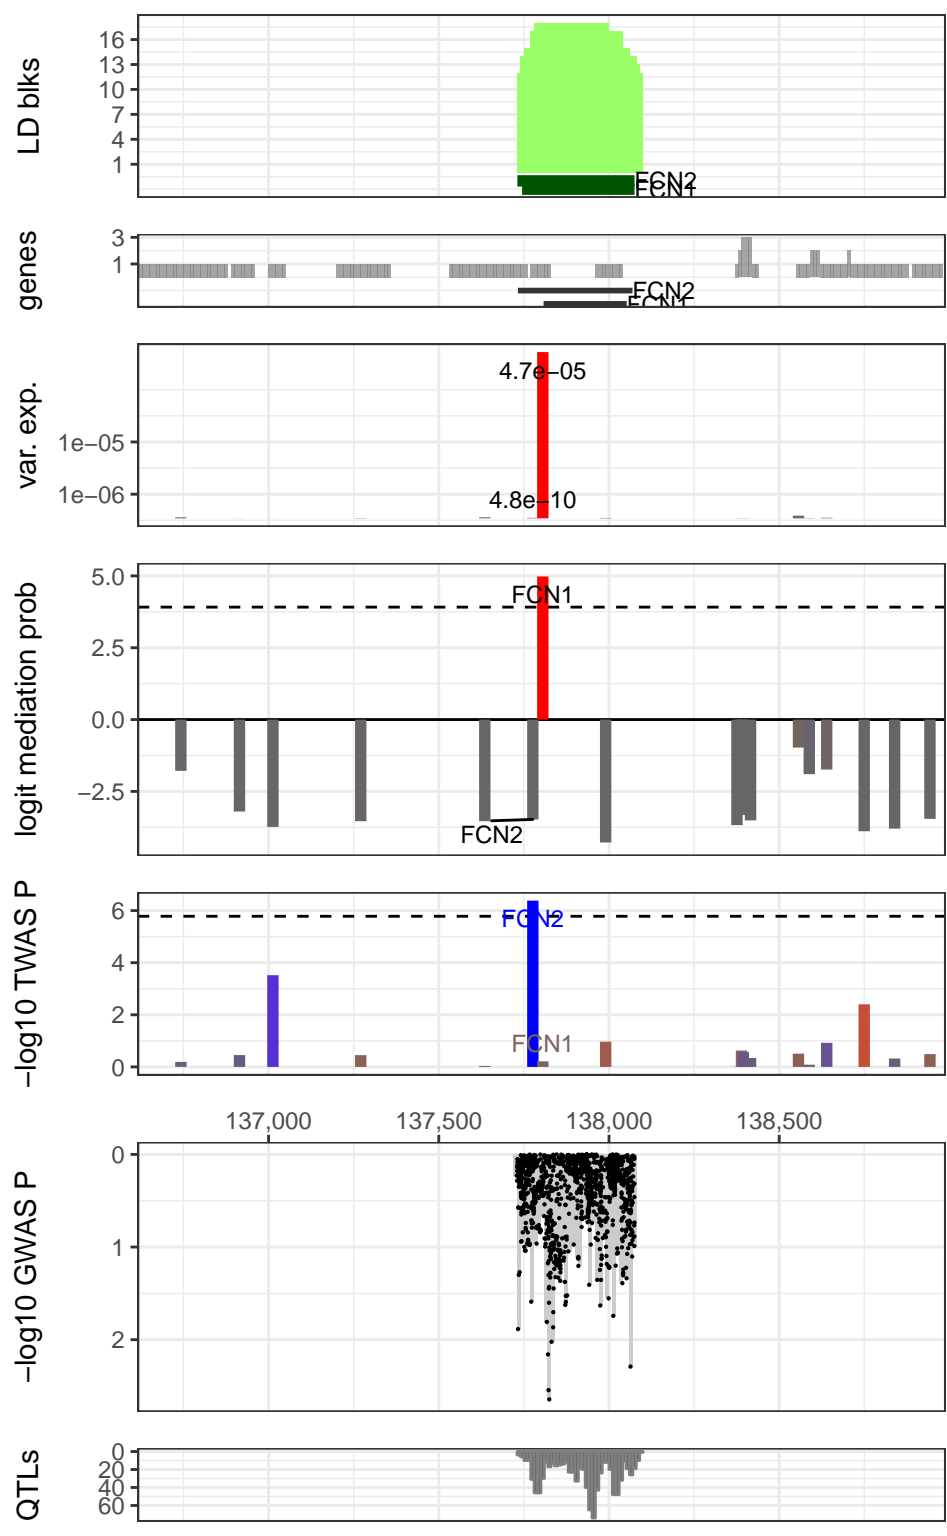 LD blks
16
13
10
7
4
1
FCN2
FCN1
genes
3
1
FCN2
FCN1
var. exp.
1e−05
1e−06
4.7e−05
4.8e−10
logit mediation prob
5.0
2.5
0.0
−2.5
FCN1
FCN2
−log10 TWAS P
6
4
2
0
FCN2
FCN1
137,000 137,500 138,000 138,500
−log10 GWAS P
0
1
2
QTLs
0
20
40
60